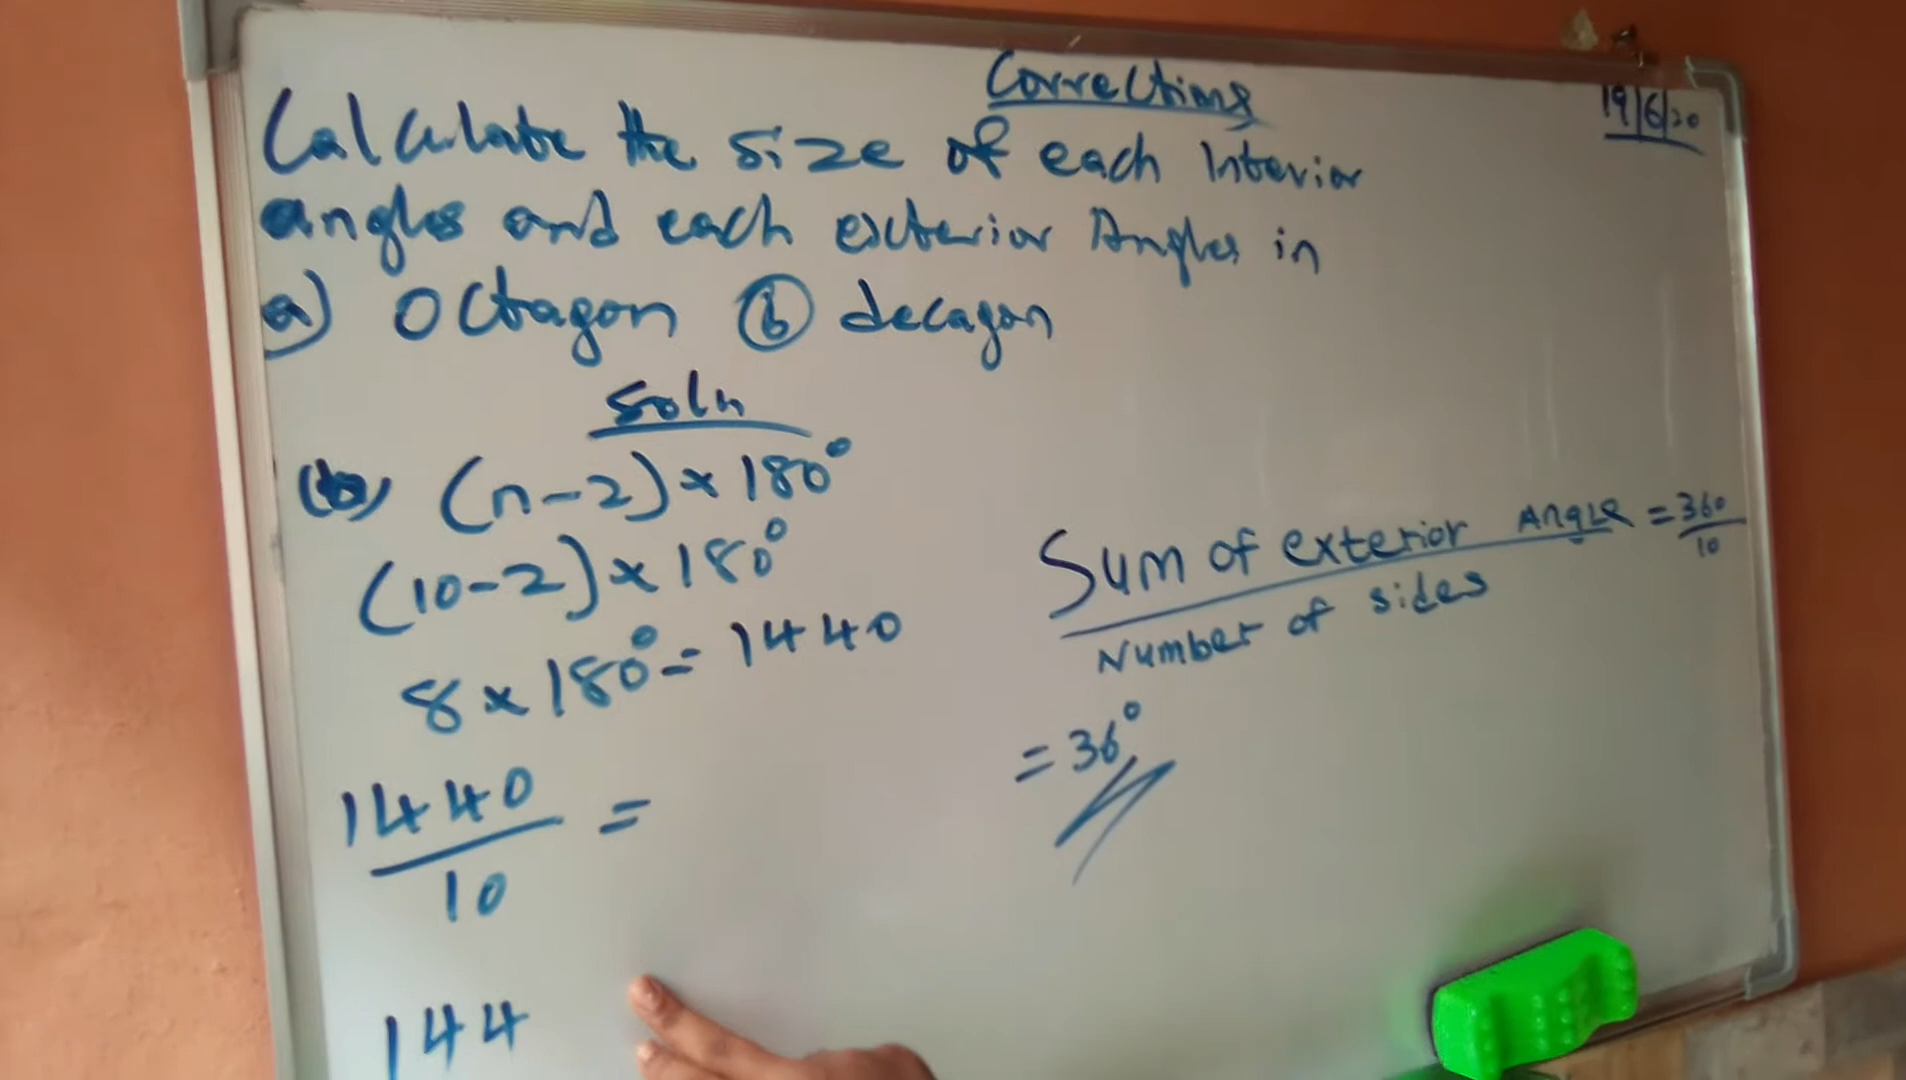 Corrections
19/6/20
Calculate the size of each Interior
angles and each exterior Angles in
a) Octagon (b) decagon
Soln
(b) (n-2) × 180°
(10-2) × 180°
8 × 180° = 1440
1440
10
=
144
Sum of exterior Angle = 360
10
Number of sides
= 36°